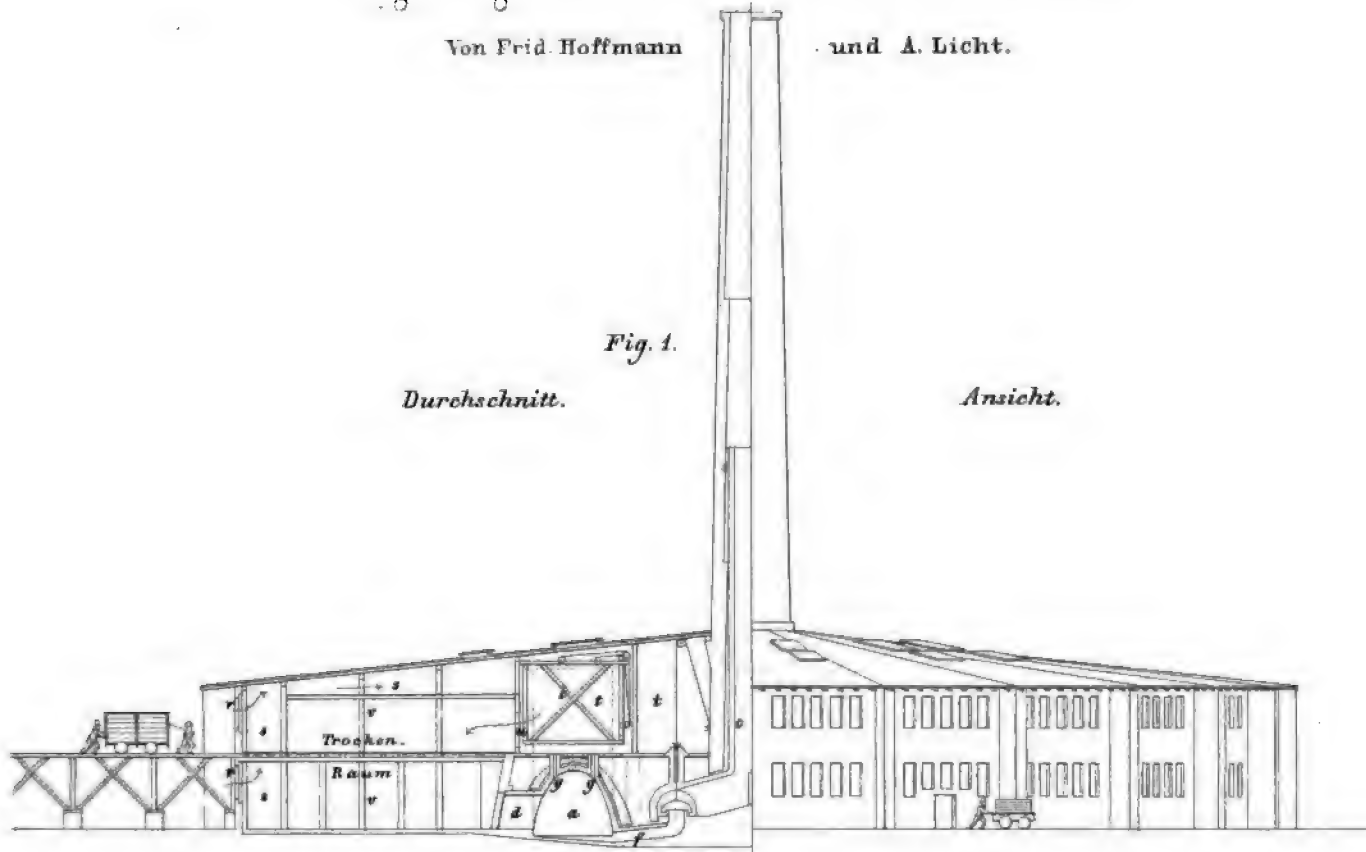 Von Frid. Hoffmann und A. Licht.
Fig. 1.
Durchschnitt. Ansicht.
s
l t t
r v
s
Trocken.
c
r Raum
s v g g
d a
f